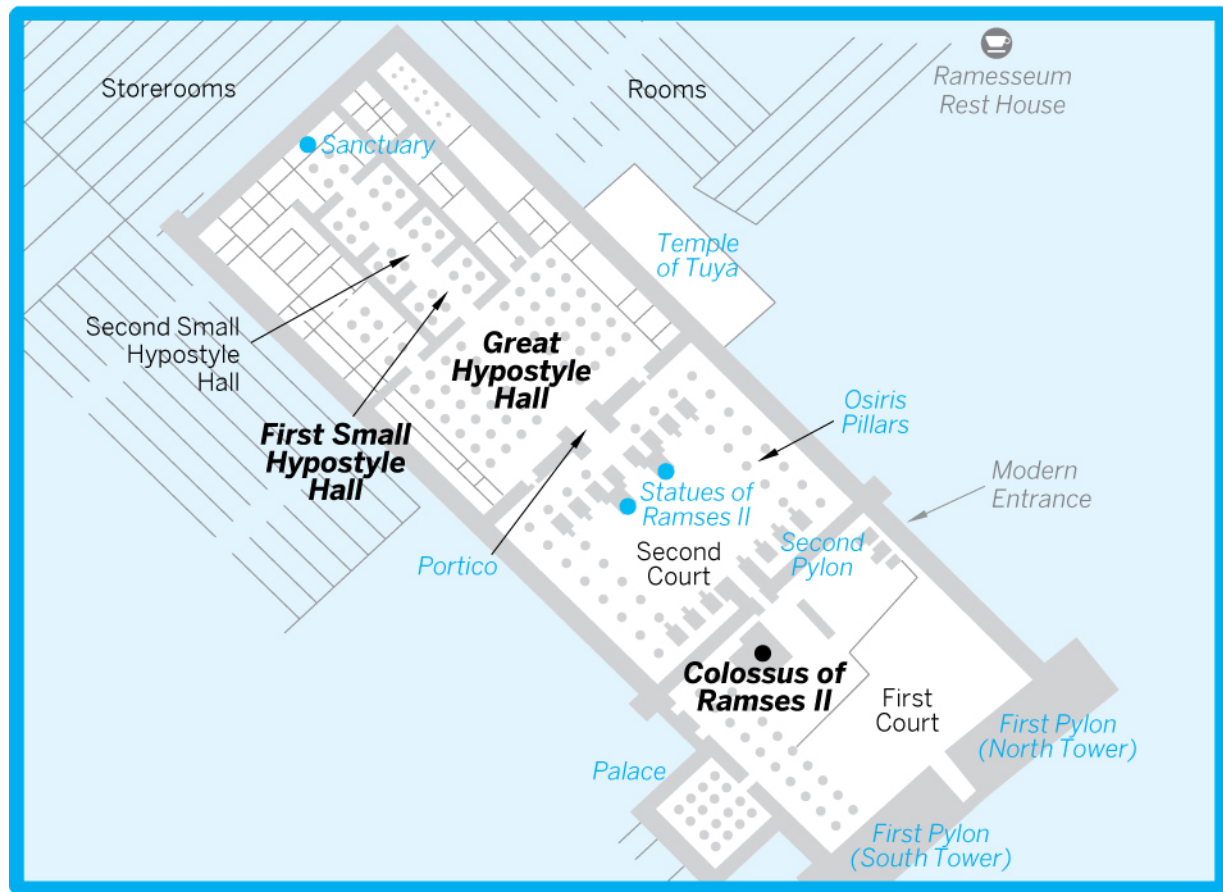 Storerooms
Rooms
Ramesseum
Rest House
Sanctuary
Temple
of Tuya
Second Small
Hypostyle
Hall
Great
Hypostyle
Hall
First Small
Hypostyle
Hall
Osiris
Pillars
Modern
Entrance
Statues of
Ramses II
Portico
Second
Court
Second
Pylon
Colossus of
Ramses II
First
Court
First Pylon
(North Tower)
Palace
First Pylon
(South Tower)